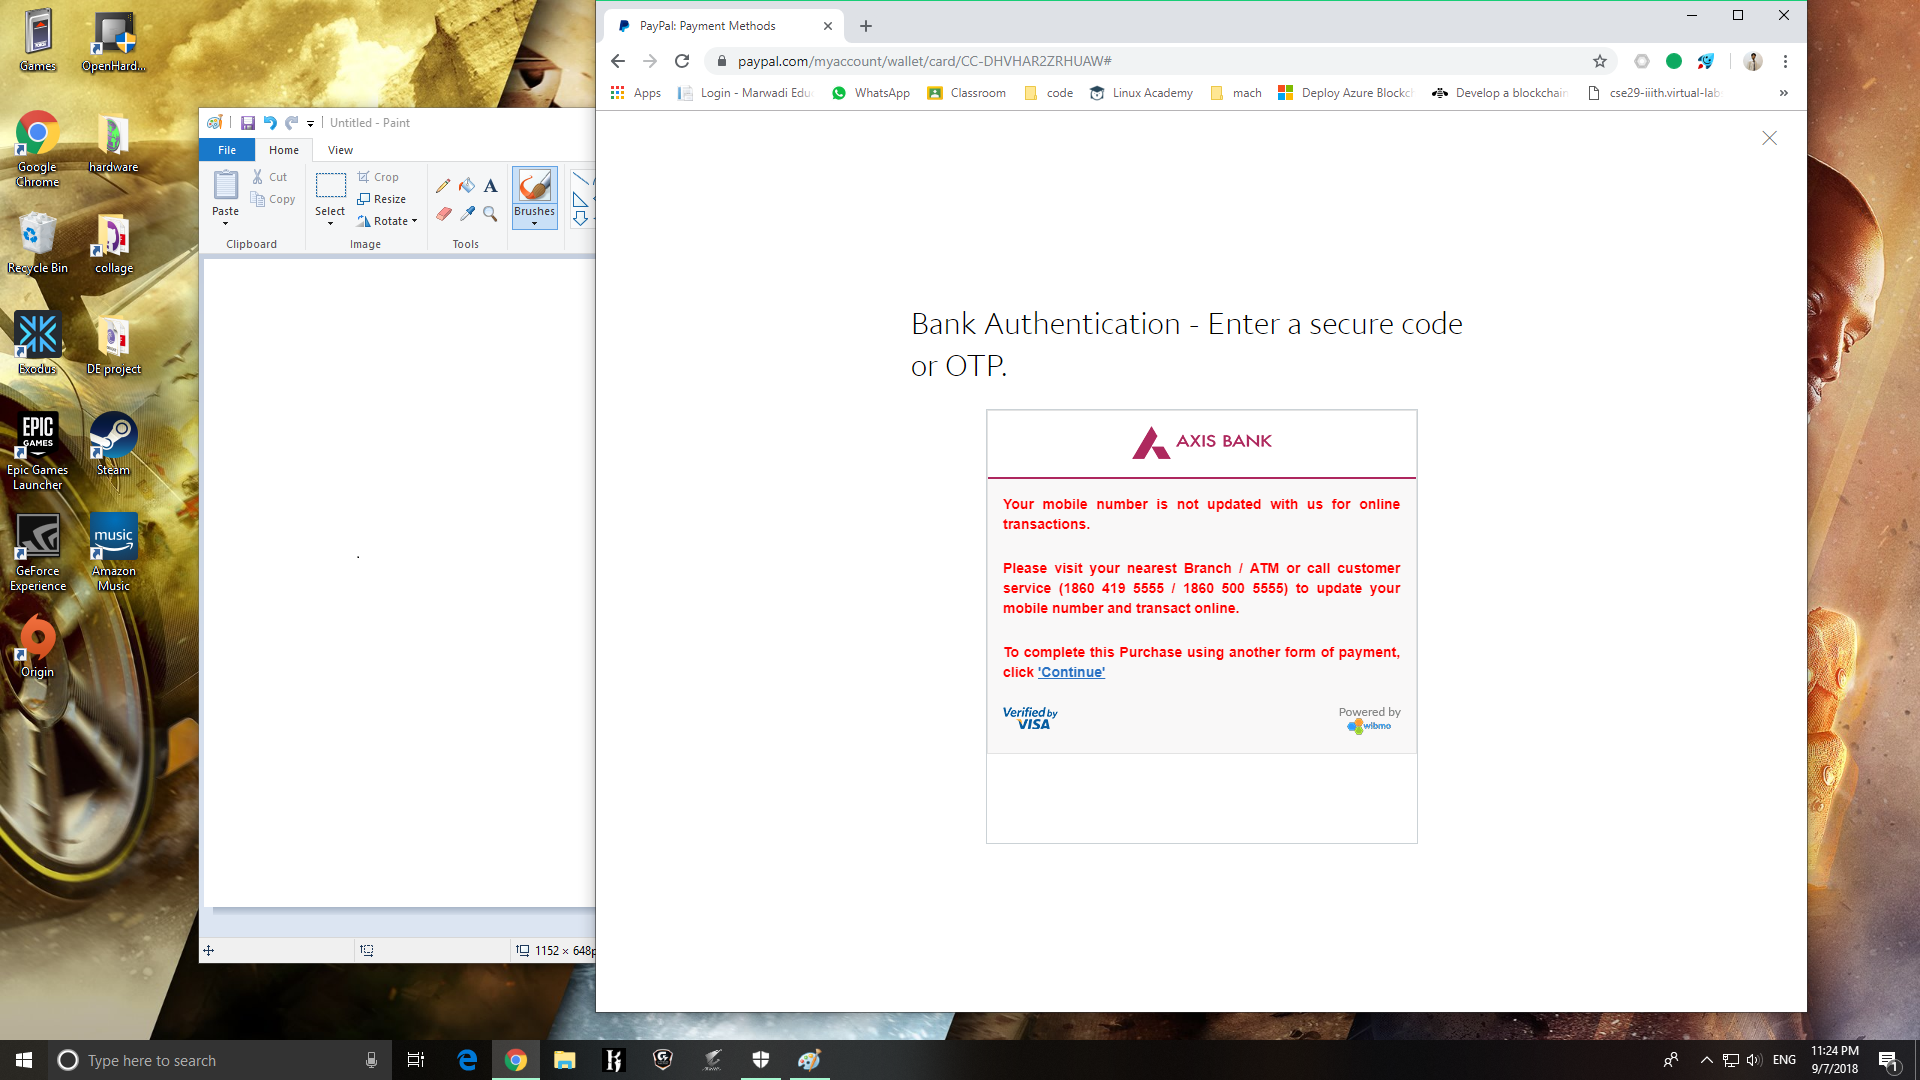 Games
OpenHard...
Google
Chrome
hardware
Recycle Bin
collage
Exodus
DE project
EPIC
GAMES
Epic Games
Launcher
Steam
GeForce
Experience
music
Amazon
Music
Origin
Untitled - Paint
File
Home
View
Paste
Cut
Copy
Clipboard
Select
Crop
Resize
Rotate
Image
A
Tools
Brushes
1152 × 648p
PayPal: Payment Methods
paypal.com/myaccount/wallet/card/CC-DHVHAR2ZRHUAW#
Apps
Login - Marwadi Edu
WhatsApp
Classroom
code
Linux Academy
mach
Deploy Azure Blockc
Develop a blockchain
cse29-iiith.virtual-lab
»
Bank Authentication - Enter a secure code
or OTP.
AXIS BANK
Your mobile number is not updated with us for online
transactions.
Please visit your nearest Branch / ATM or call customer
service (1860 419 5555 / 1860 500 5555) to update your
mobile number and transact online.
To complete this Purchase using another form of payment,
click 'Continue'
Verified by
VISA
Powered by
wibmo
Type here to search
ENG
11:24 PM
9/7/2018
1